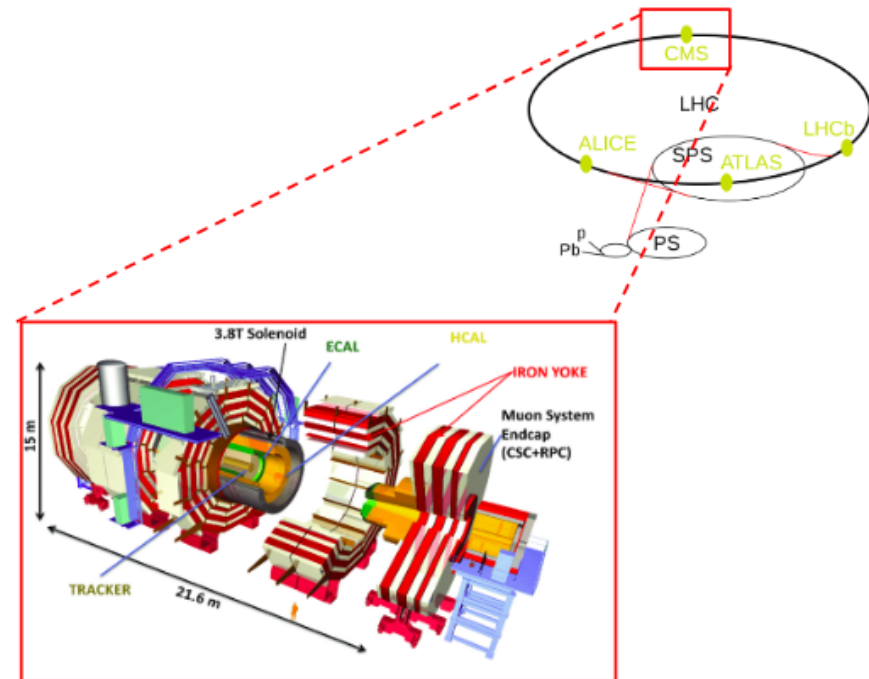 CMS
LHC
LHCb
ALICE
SPS
ATLAS
p
Pb
PS
3.8T Solenoid
ECAL
HCAL
IRON YOKE
Muon System
Endcap
(CSC+RPC)
15 m
TRACKER
21.6 m